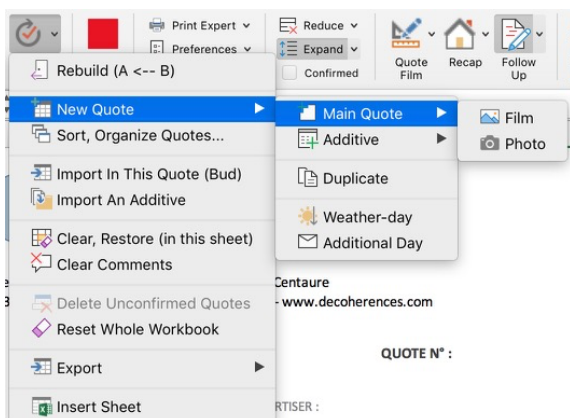 Print Expert
Preferences
Reduce
Expand
Confirmed
Quote
Film
Recap
Follow
Up
Rebuild (A <-- B)
New Quote
Sort, Organize Quotes...
Import In This Quote (Bud)
Import An Additive
Clear, Restore (in this sheet)
Clear Comments
Delete Unconfirmed Quotes
Reset Whole Workbook
Export
Insert Sheet
Main Quote
Additive
Duplicate
Weather-day
Additional Day
Film
Photo
Centaure
- www.decoherences.com
QUOTE N° :
RTISER :